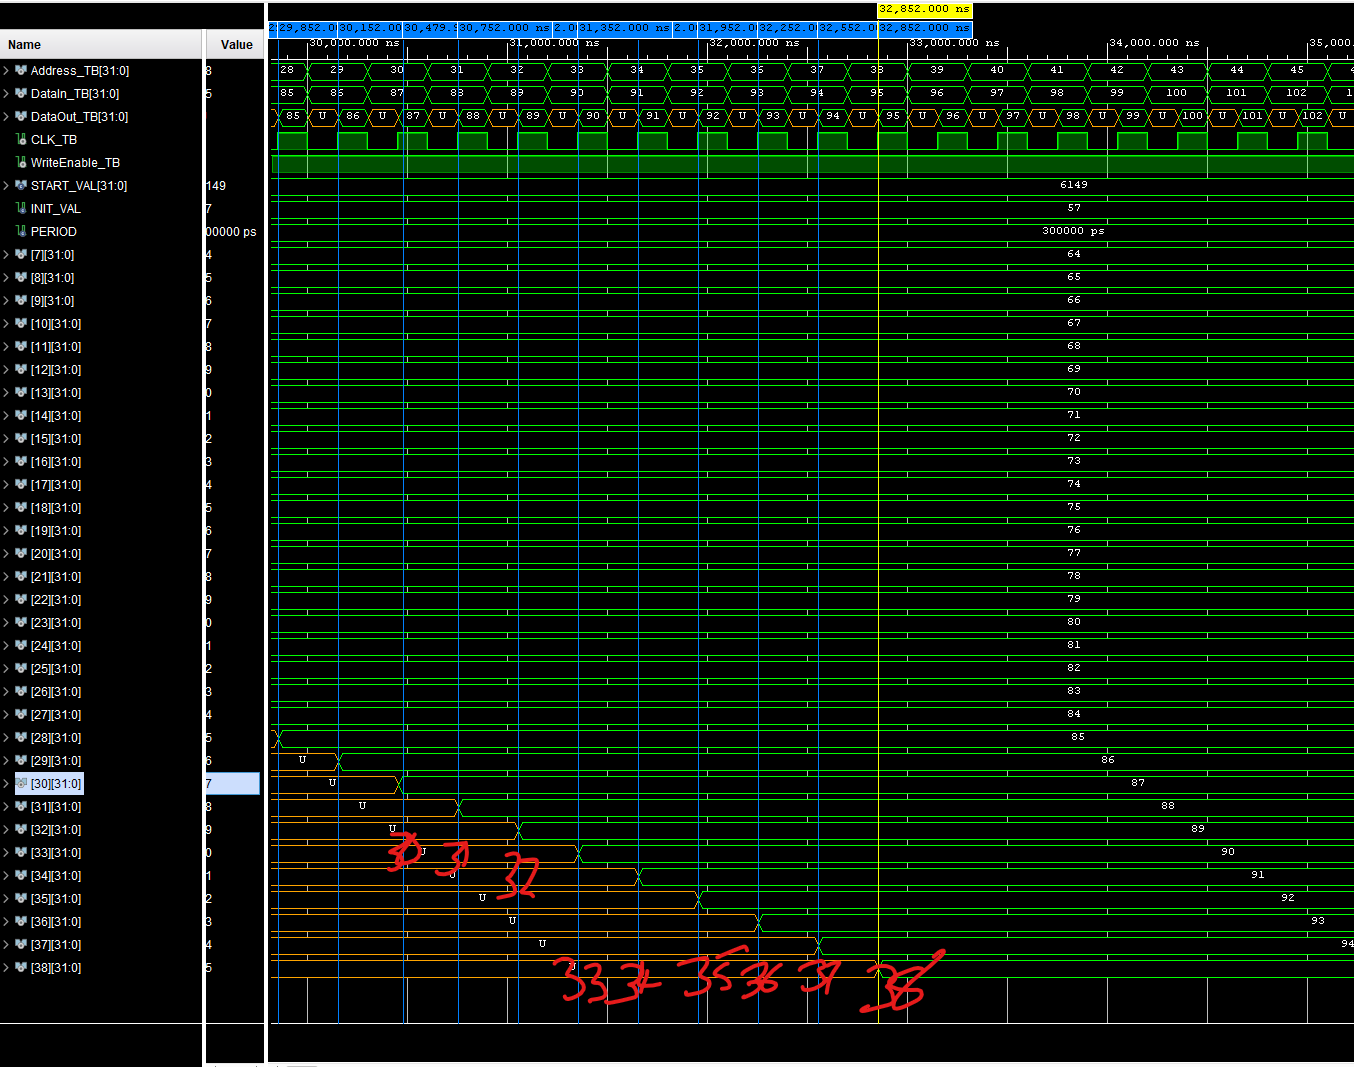 32,852.000 ns
29,852.000 30,152.00 30,479. 30,752.000 ns 2.0 31,352.000 ns 2.0 31,952.000 32,252.000 32,552.00 32,852.000 ns
Name Value 30,000.000 ns 31,000.000 ns 32,000.000 ns 33,000.000 ns 34,000.000 ns 35,000.
Address_TB[31:0] 8 28 29 30 31 32 33 34 35 36 37 38 39 40 41 42 43 44 45
DataIn_TB[31:0] 5 85 86 87 88 89 90 91 92 93 94 95 96 97 98 99 100 101 102
DataOut_TB[31:0] 85 U 86 U 87 U 88 U 89 U 90 U 91 U 92 U 93 U 94 U 95 U 96 U 97 U 98 U 99 U 100 U 101 U 102 U
CLK_TB
WriteEnable_TB
START_VAL[31:0] 149 6149
INIT_VAL 7 57
PERIOD 00000 ps 300000 ps
[7][31:0] 4 64
[8][31:0] 5 65
[9][31:0] 6 66
[10][31:0] 7 67
[11][31:0] 8 68
[12][31:0] 9 69
[13][31:0] 0 70
[14][31:0] 1 71
[15][31:0] 2 72
[16][31:0] 3 73
[17][31:0] 4 74
[18][31:0] 5 75
[19][31:0] 6 76
[20][31:0] 7 77
[21][31:0] 8 78
[22][31:0] 9 79
[23][31:0] 0 80
[24][31:0] 1 81
[25][31:0] 2 82
[26][31:0] 3 83
[27][31:0] 4 84
[28][31:0] 5 85
[29][31:0] 6 U 86
[30][31:0] 7 U 87
[31][31:0] 8 U 88
[32][31:0] 9 U 89
[33][31:0] 0 U 90
30 31 32
[34][31:0] 1 U 91
[35][31:0] 2 U 92
[36][31:0] 3 U 93
[37][31:0] 4 U 94
[38][31:0] 5 U
33 34 35 36 37 38